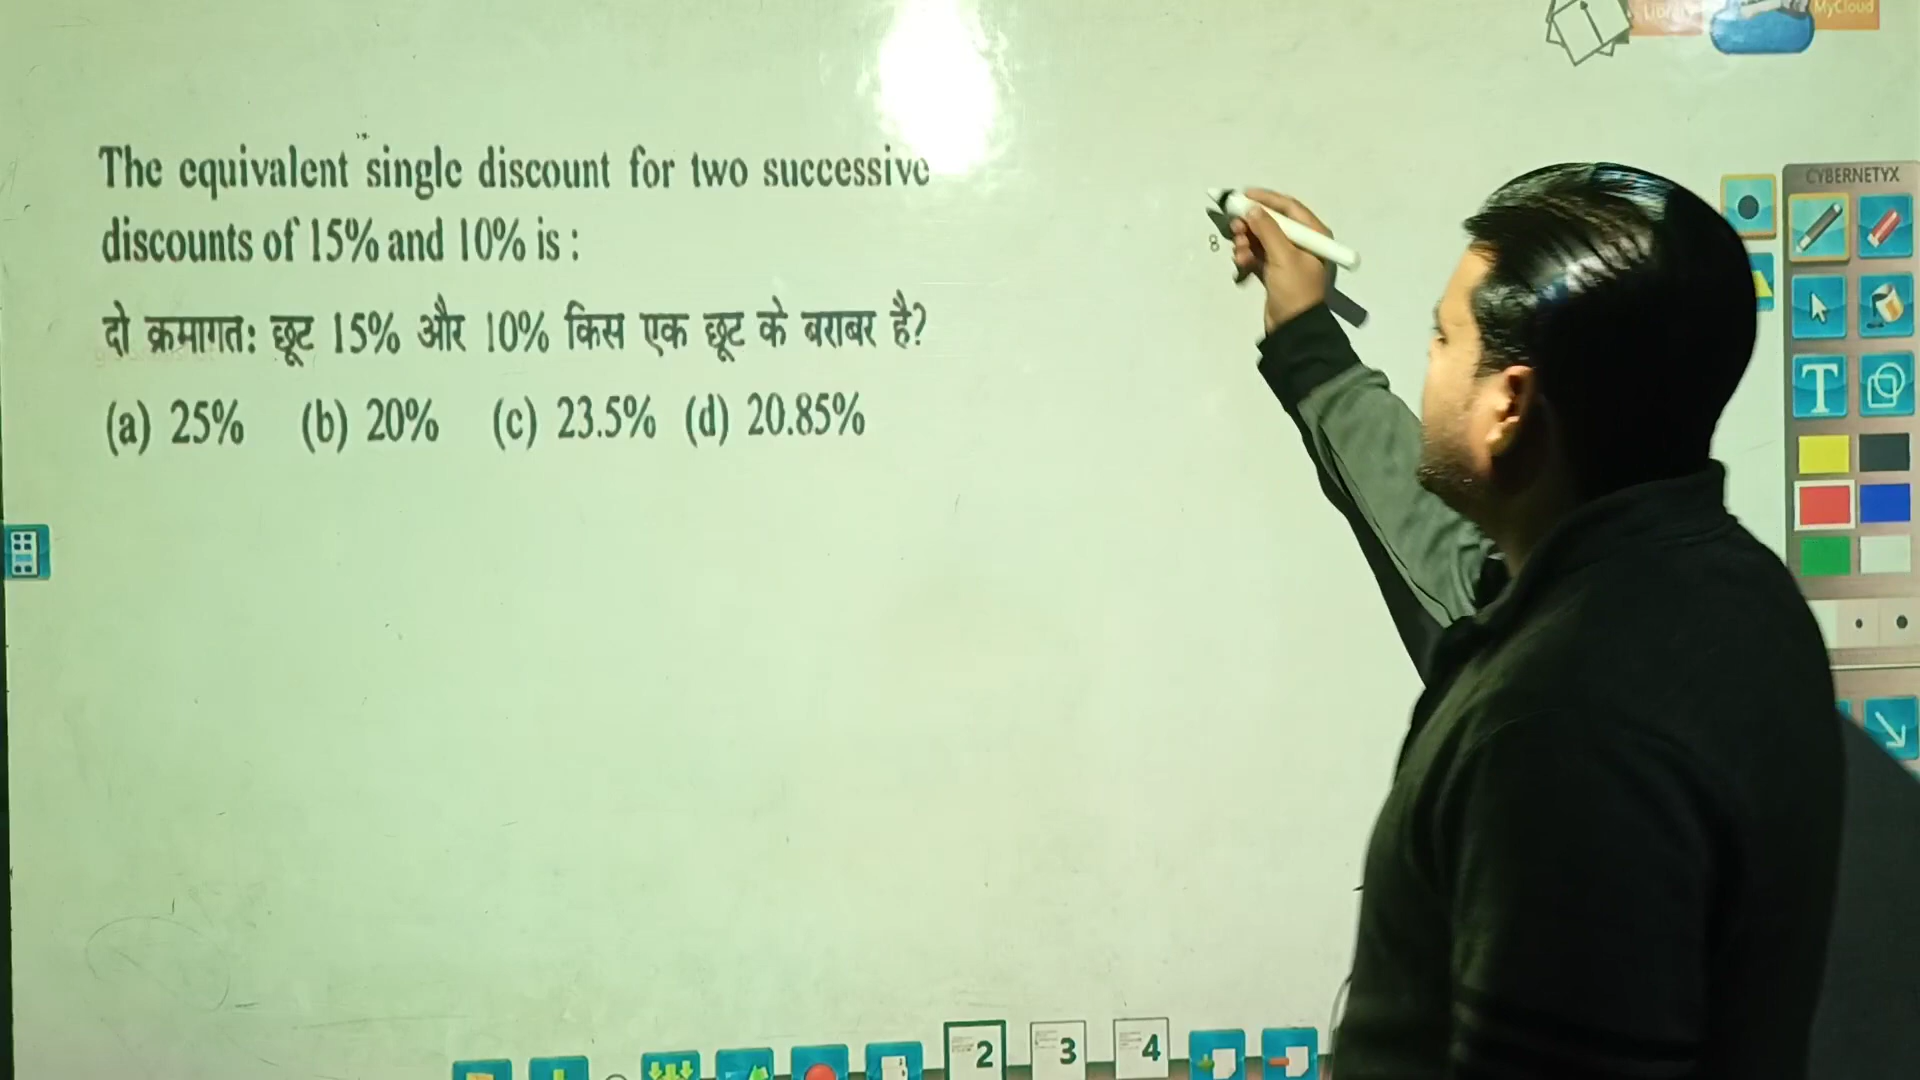 The equivalent single discount for two successive
discounts of 15% and 10% is :
दो क्रमागतः छूट 15% और 10% किस एक छूट के बराबर है?
(a) 25% (b) 20% (c) 23.5% (d) 20.85%
MyCloud
CYBERNETYX
8
T
2
3
4